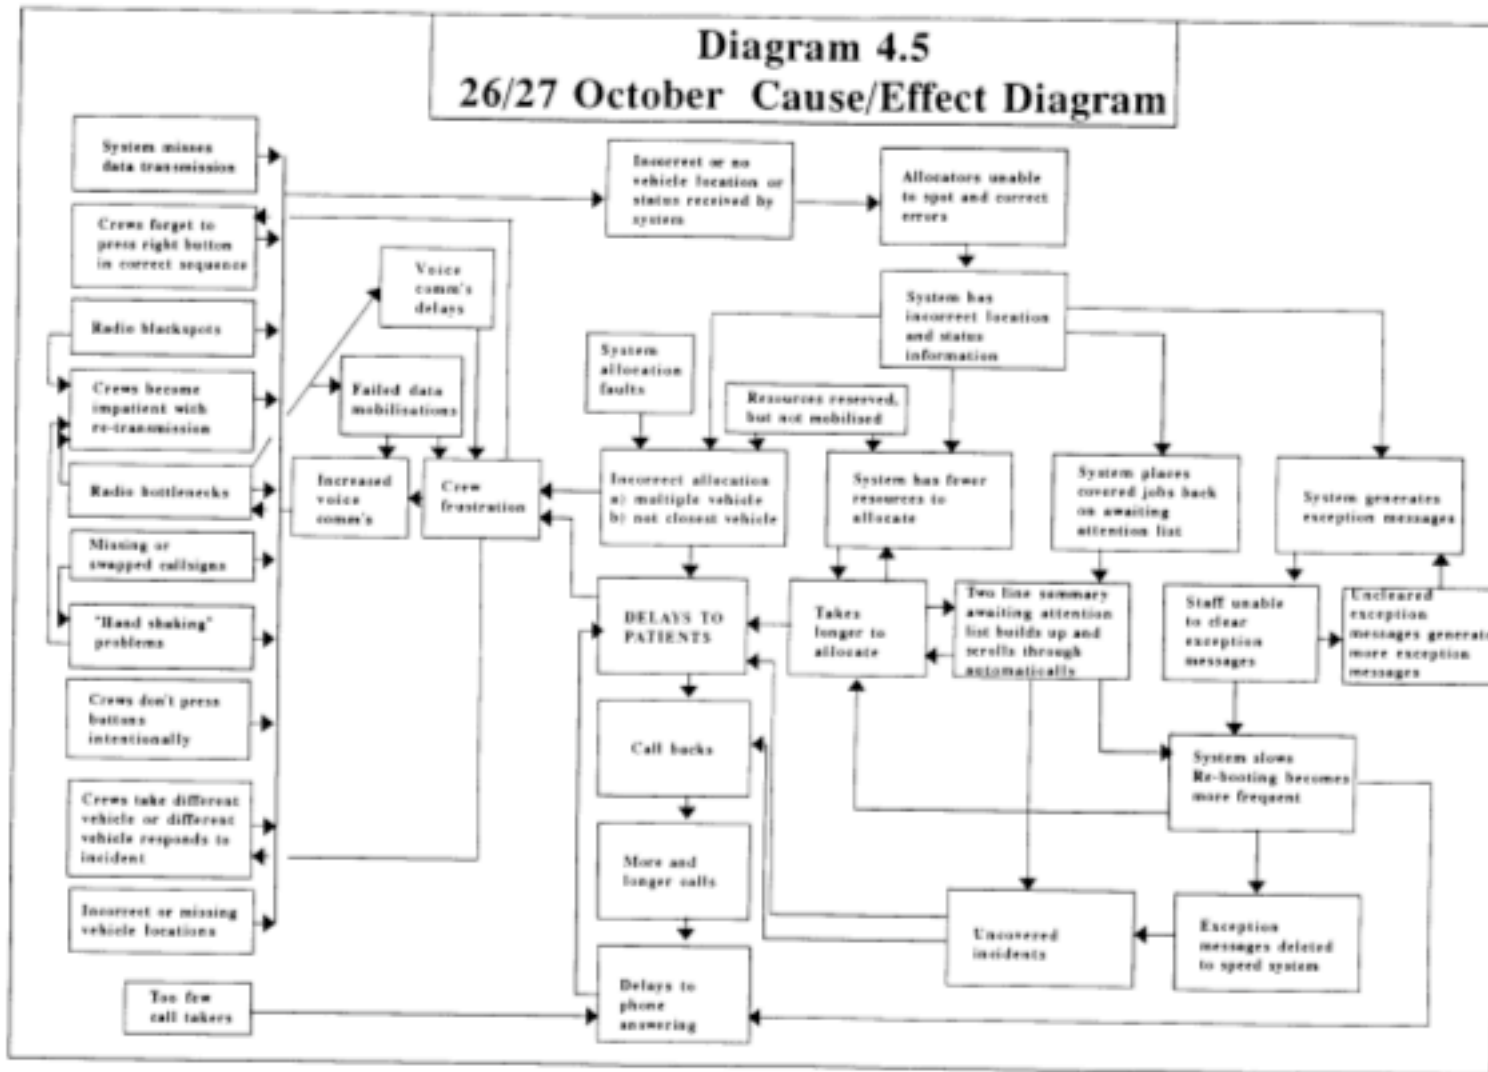 Diagram 4.5
26/27 October Cause/Effect Diagram
System misses
data transmission
Crews forget to
press right button
in correct sequence
Radio blackspots
Crews become
impatient with
re-transmission
Radio bottlenecks
Missing or
swapped callsigns
"Hand shaking"
problems
Crews don't press
buttons
intentionally
Crews take different
vehicle or different
vehicle responds to
incident
Incorrect or missing
vehicle locations
Too few
call takers
Voice
comm's
delays
Failed data
mobilisations
Increased
voice
comm's
Crew
frustration
Incorrect or no
vehicle location or
status received by
system
Allocators unable
to spot and correct
errors
System has
incorrect location
and status
information
System
allocation
faults
Resources reserved,
but not mobilised
Incorrect allocation
a) multiple vehicle
b) not closest vehicle
System has fewer
resources to
allocate
System places
covered jobs back
on awaiting
attention list
System generates
exception messages
DELAYS TO
PATIENTS
Takes
longer to
allocate
Two line summary
awaiting attention
list builds up and
scrolls through
automatically
Staff unable
to clear
exception
messages
Uncleared
exception
messages generate
more exception
messages
Call backs
System slows
Re-booting becomes
more frequent
More and
longer calls
Uncovered
incidents
Exception
messages deleted
to speed system
Delays to
phone
answering